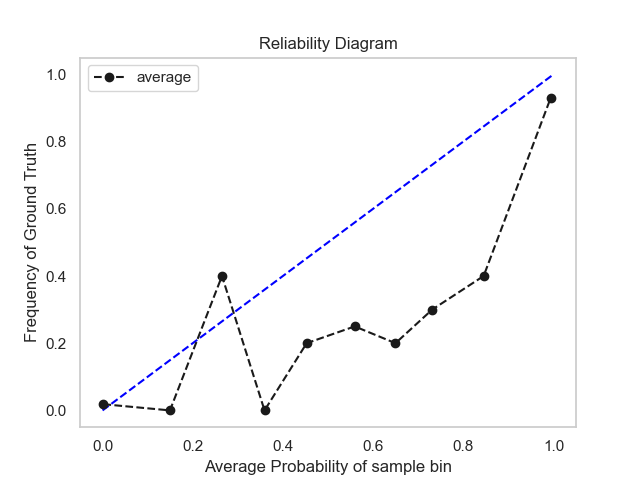 Reliability Diagram
average
Frequency of Ground Truth
1.0
0.8
0.6
0.4
0.2
0.0
0.0 0.2 0.4 0.6 0.8 1.0
Average Probability of sample bin